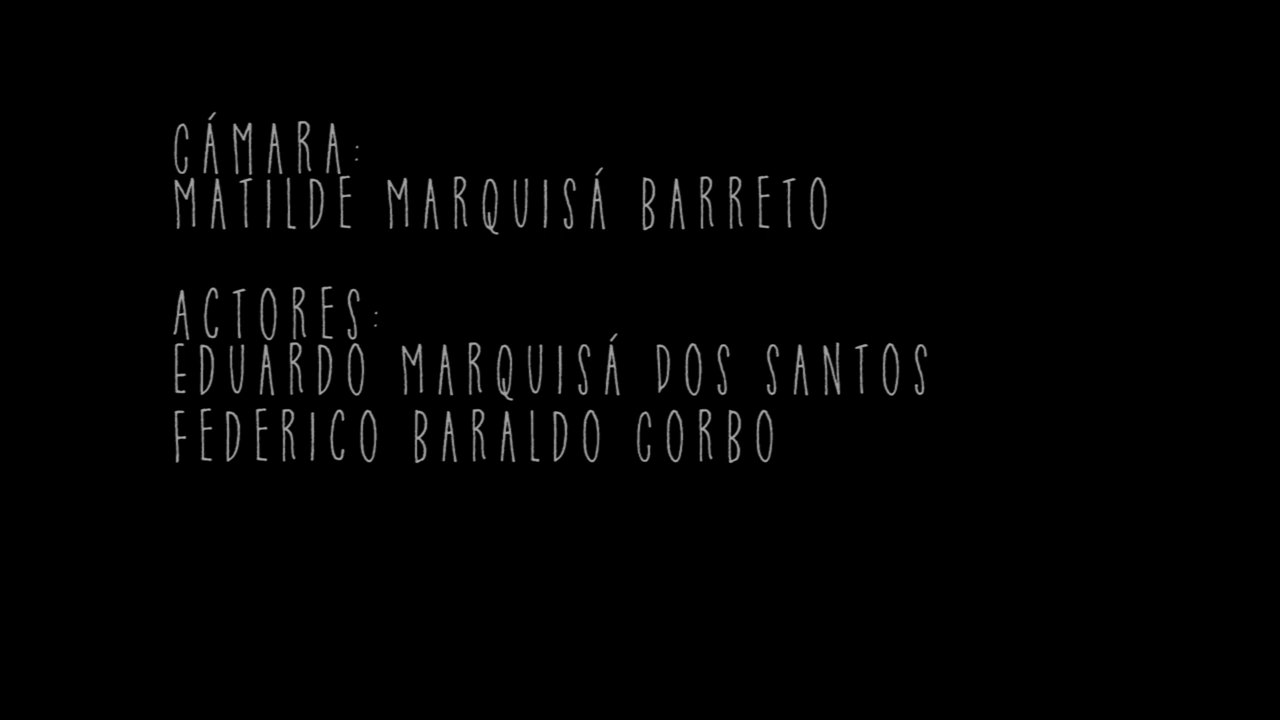 CÁMARA:
MATILDE MARQUISÁ BARRETO
ACTORES:
EDUARDO MARQUISÁ DOS SANTOS
FEDERICO BARALDO CORBO